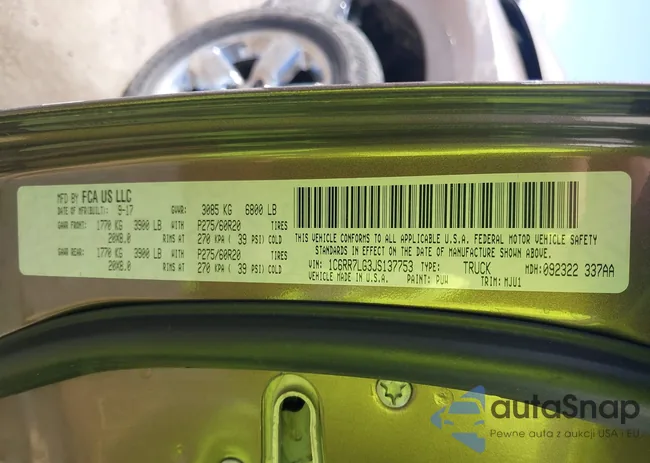 MFD BY FCA US LLC
DATE OF MFR(BUILT): 9-17 GVWR: 3085 KG 6800 LB
GAWR FRONT: 1770 KG 3900 LB WITH P275/60R20 TIRES
20X8.0 RIMS AT 270 KPA ( 39 PSI) COLD
GAWR REAR: 1770 KG 3900 LB WITH P275/60R20 TIRES
20X8.0 RIMS AT 270 KPA ( 39 PSI) COLD
THIS VEHICLE CONFORMS TO ALL APPLICABLE U.S.A. FEDERAL MOTOR VEHICLE SAFETY
STANDARDS IN EFFECT ON THE DATE OF MANUFACTURE SHOWN ABOVE.
VIN: 1C6RR7LG3JS137753 TYPE: TRUCK MDH: 092322 337AA
VEHICLE MADE IN U.S.A. PAINT: PUW TRIM: MJU1
autaSnap
Pewne auta z aukcji USA i EU